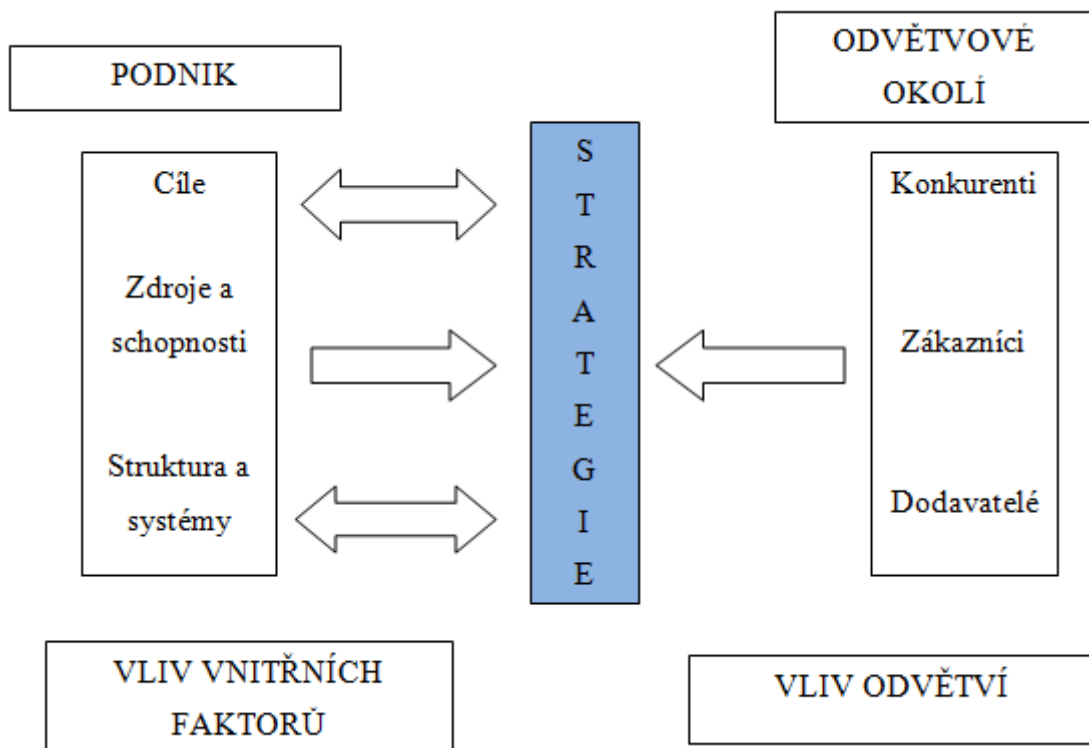 PODNIK
ODVĚTVOVÉ
OKOLÍ
Cíle
Zdroje a
schopnosti
Struktura a
systémy
S
T
R
A
T
E
G
I
E
Konkurenti
Zákazníci
Dodavatelé
VLIV VNITŘNÍCH
FAKTORŮ
VLIV ODVĚTVÍ